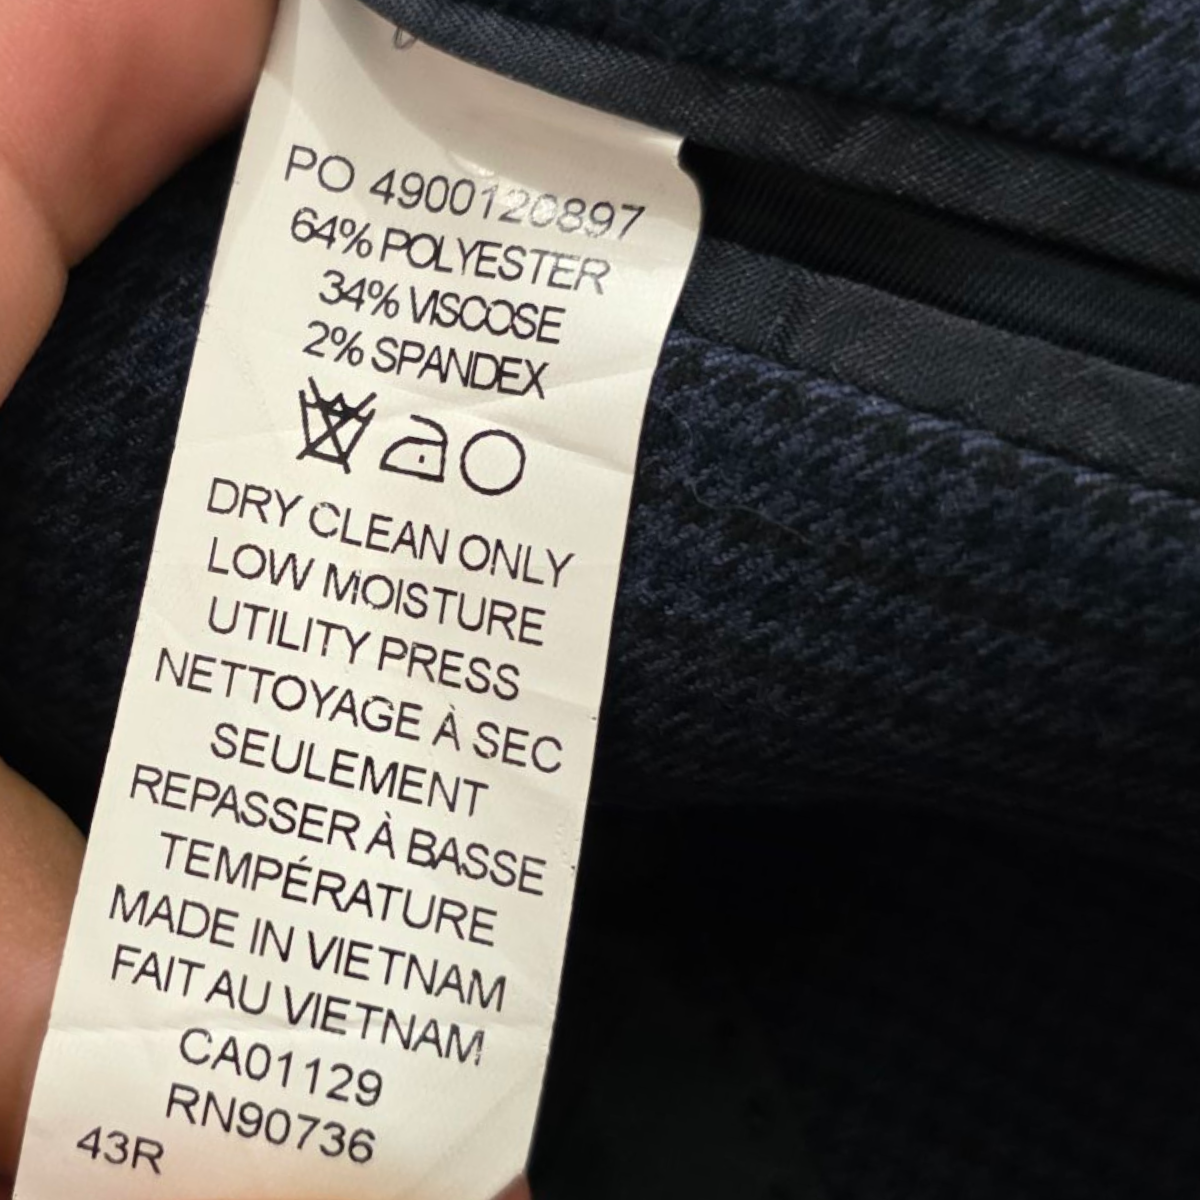 PO 4900120897
64% POLYESTER
34% VISCOSE
2% SPANDEX
DRY CLEAN ONLY
LOW MOISTURE
UTILITY PRESS
NETTOYAGE À SEC
SEULEMENT
REPASSER À BASSE
TEMPÉRATURE
MADE IN VIETNAM
FAIT AU VIETNAM
CA01129
RN90736
43R